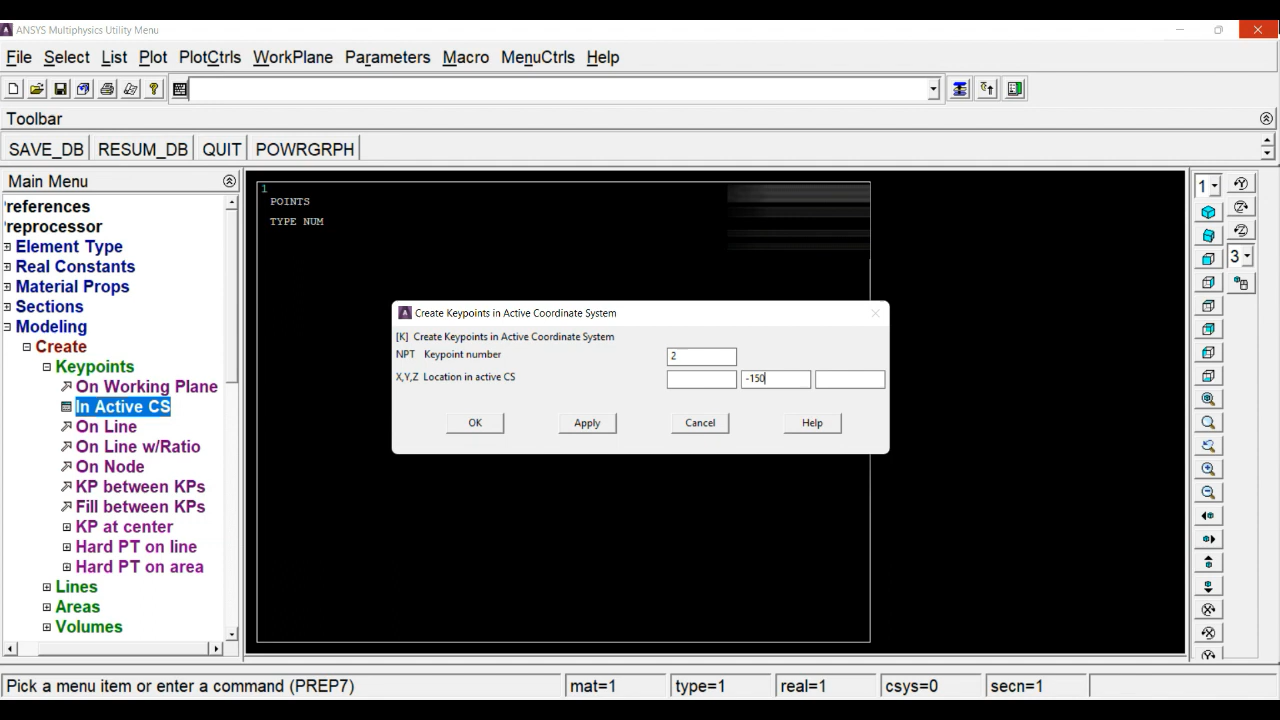 ANSYS Multiphysics Utility Menu
File Select List Plot PlotCtrls WorkPlane Parameters Macro MenuCtrls Help
Toolbar
SAVE_DB RESUM_DB QUIT POWRGRPH
Main Menu
'references
'reprocessor
Element Type
Real Constants
Material Props
Sections
Modeling
Create
Keypoints
On Working Plane
In Active CS
On Line
On Line w/Ratio
On Node
KP between KPs
Fill between KPs
KP at center
Hard PT on line
Hard PT on area
Lines
Areas
Volumes
1
POINTS
TYPE NUM
Create Keypoints in Active Coordinate System
[K] Create Keypoints in Active Coordinate System
NPT Keypoint number 2
X,Y,Z Location in active CS -150
OK Apply Cancel Help
1
3
Pick a menu item or enter a command (PREP7) mat=1 type=1 real=1 csys=0 secn=1